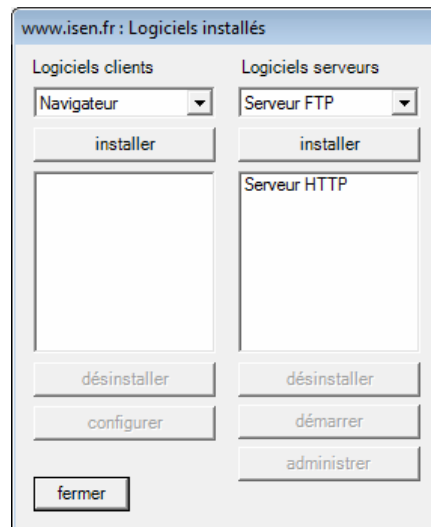 www.isen.fr : Logiciels installés
Logiciels clients
Logiciels serveurs
Navigateur
Serveur FTP
installer
installer
Serveur HTTP
désinstaller
désinstaller
configurer
démarrer
administrer
fermer